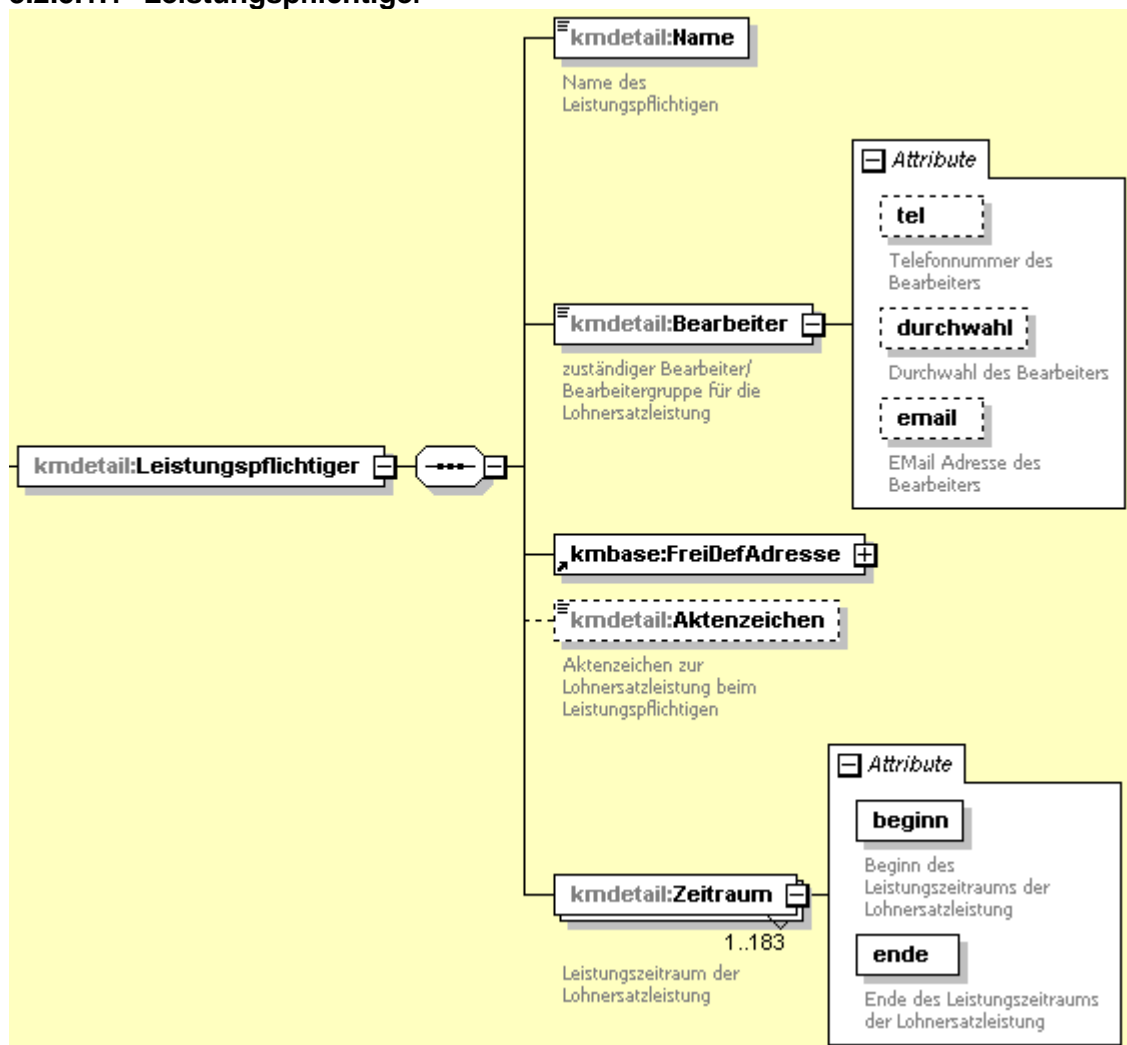 Leistungspflichtiger
kmdetail:Name
Name des
Leistungspflichtigen
Attribute
tel
Telefonnummer des
Bearbeiters
kmdetail:Bearbeiter
zuständiger Bearbeiter/
Bearbeitergruppe für die
Lohnersatzleistung
durchwahl
Durchwahl des Bearbeiters
email
EMail Adresse des
Bearbeiters
kmdetail:Leistungspflichtiger
kmbase:FreiDefAdresse
kmdetail:Aktenzeichen
Aktenzeichen zur
Lohnersatzleistung beim
Leistungspflichtigen
Attribute
beginn
Beginn des
Leistungszeitraums der
Lohnersatzleistung
kmdetail:Zeitraum
1..183
Leistungszeitraum der
Lohnersatzleistung
ende
Ende des Leistungszeitraums
der Lohnersatzleistung